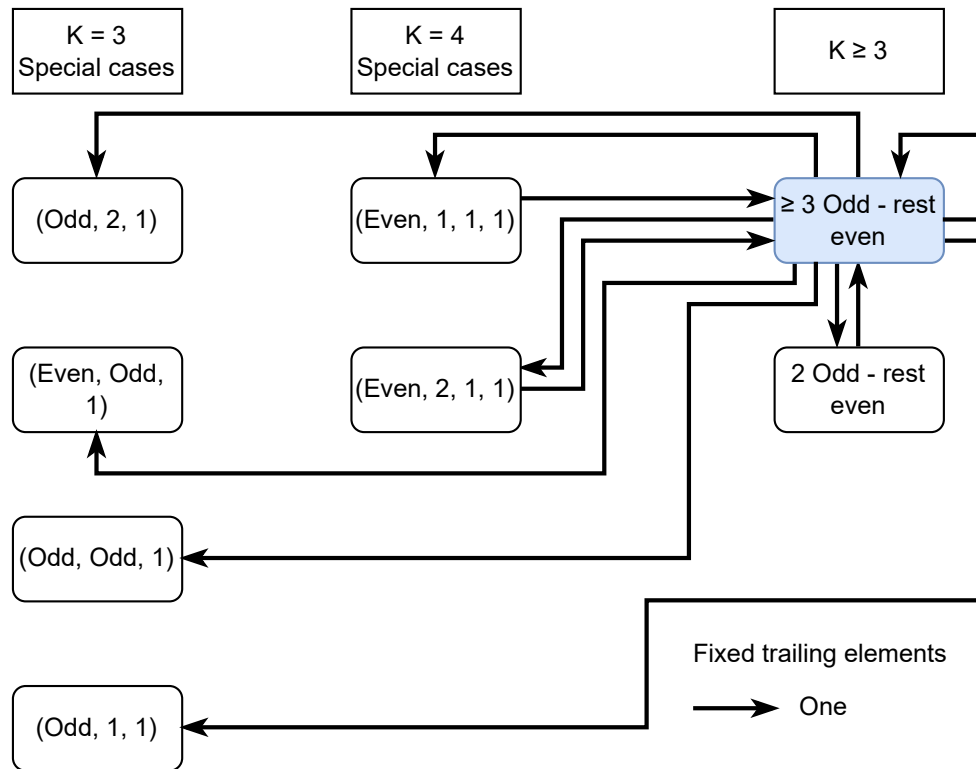 K = 3
Special cases
K = 4
Special cases
K ≥ 3
(Odd, 2, 1)
(Even, 1, 1, 1)
≥ 3 Odd - rest
even
(Even, Odd,
1)
(Even, 2, 1, 1)
2 Odd - rest
even
(Odd, Odd, 1)
Fixed trailing elements
One
(Odd, 1, 1)